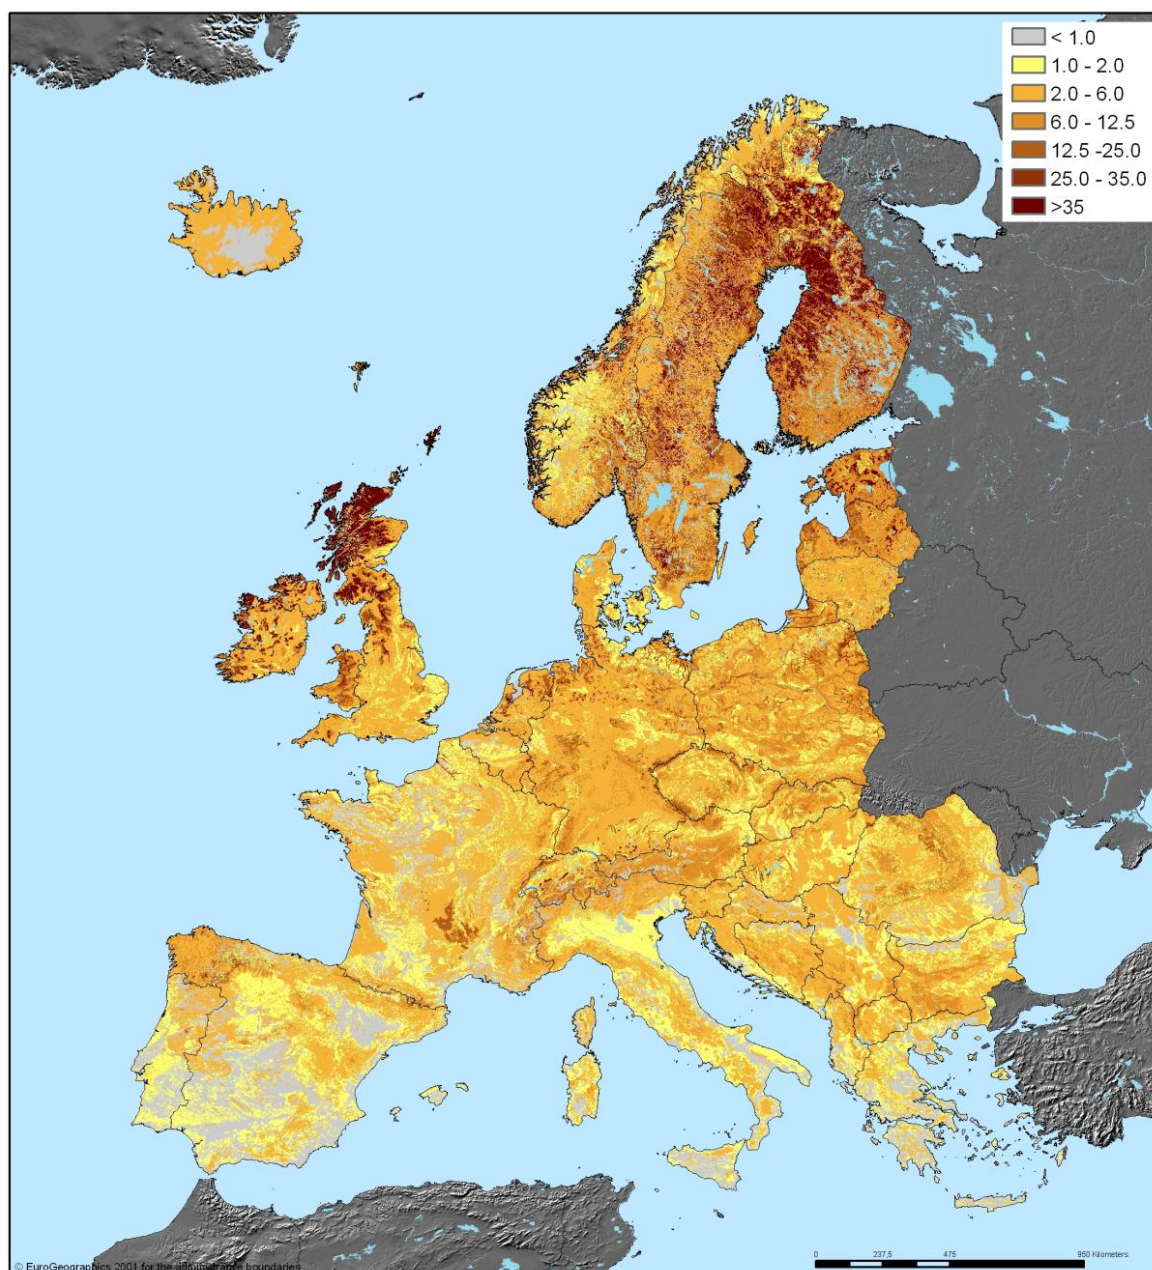 < 1.0
1.0 - 2.0
2.0 - 6.0
6.0 - 12.5
12.5 -25.0
25.0 - 35.0
>35
0 237,5 475 950 Kilometers
© EuroGeographics 2001 for the administrative boundaries